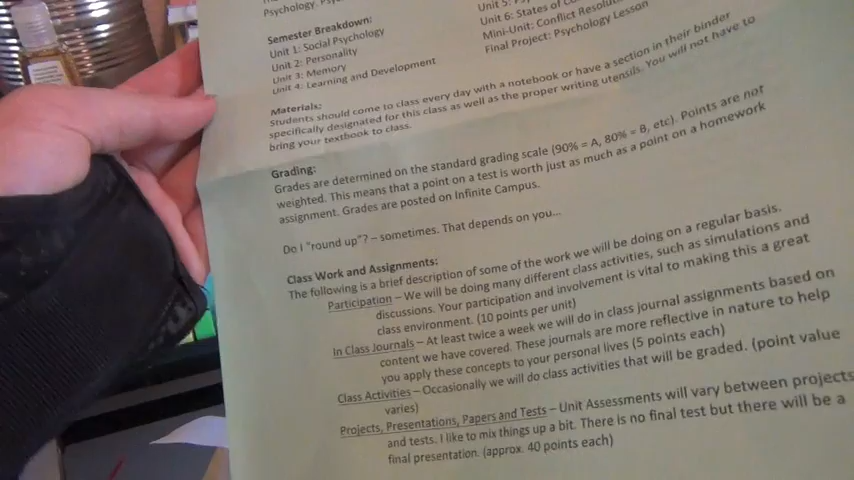 Psychology.
Semester Breakdown:
Unit 1: Social Psychology
Unit 2: Personality
Unit 3: Memory
Unit 4: Learning and Development
Unit 5:
Unit 6: States of
Mini-Unit: Conflict
Final Project: Psychology Lesson
Materials:
Students should come to class every day with a notebook or have a section in their binder
specifically designated for this class as well as the proper writing utensils. You will not have to
bring your textbook to class.
Grading:
Grades are determined on the standard grading scale (90% = A, 80% = B, etc). Points are not
weighted. This means that a point on a test is worth just as much as a point on a homework
assignment. Grades are posted on Infinite Campus.
Do I "round up"? – sometimes. That depends on you...
Class Work and Assignments:
The following is a brief description of some of the work we will be doing on a regular basis.
Participation – We will be doing many different class activities, such as simulations and
discussions. Your participation and involvement is vital to making this a great
class environment. (10 points per unit)
In Class Journals – At least twice a week we will do in class journal assignments based on
content we have covered. These journals are more reflective in nature to help
you apply these concepts to your personal lives (5 points each)
Class Activities – Occasionally we will do class activities that will be graded. (point value
varies)
Projects, Presentations, Papers and Tests – Unit Assessments will vary between projects
and tests. I like to mix things up a bit. There is no final test but there will be a
final presentation. (approx. 40 points each)